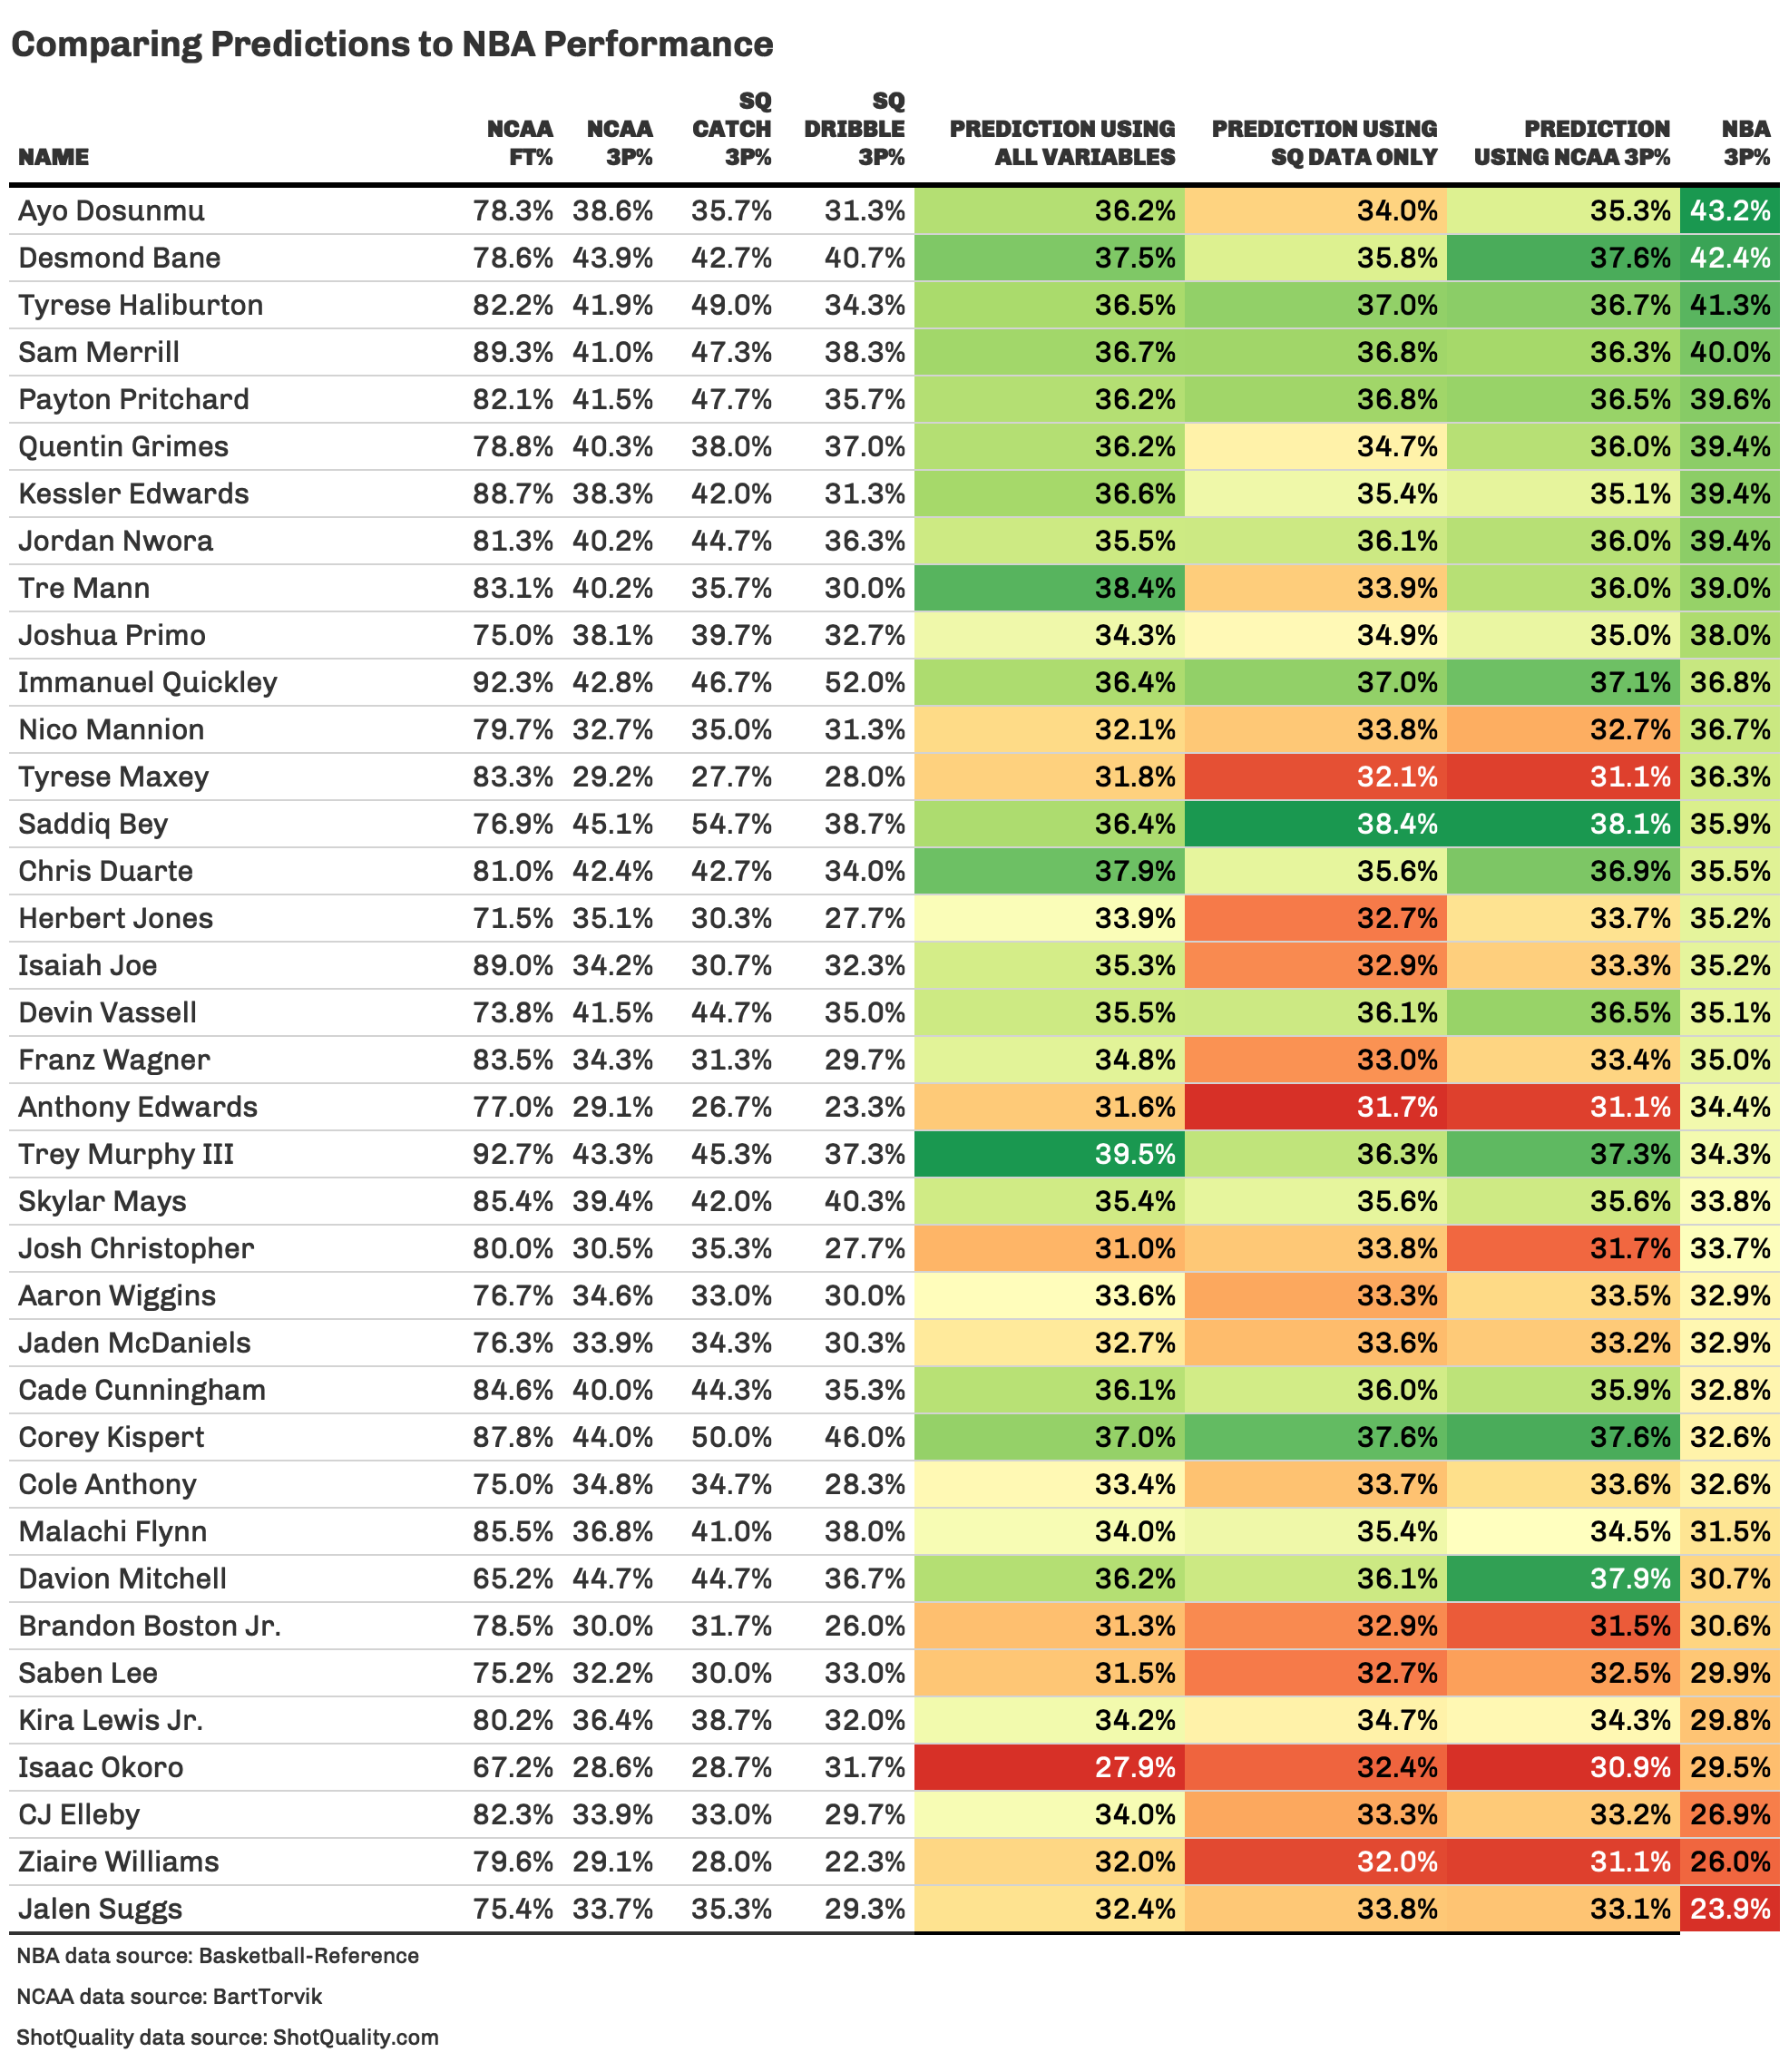 Comparing Predictions to NBA Performance
NAME NCAA FT% NCAA 3P% SQ CATCH 3P% SQ DRIBBLE 3P% PREDICTION USING ALL VARIABLES PREDICTION USING SQ DATA ONLY PREDICTION USING NCAA 3P% NBA 3P%
Ayo Dosunmu 78.3% 38.6% 35.7% 31.3% 36.2% 34.0% 35.3% 43.2%
Desmond Bane 78.6% 43.9% 42.7% 40.7% 37.5% 35.8% 37.6% 42.4%
Tyrese Haliburton 82.2% 41.9% 49.0% 34.3% 36.5% 37.0% 36.7% 41.3%
Sam Merrill 89.3% 41.0% 47.3% 38.3% 36.7% 36.8% 36.3% 40.0%
Payton Pritchard 82.1% 41.5% 47.7% 35.7% 36.2% 36.8% 36.5% 39.6%
Quentin Grimes 78.8% 40.3% 38.0% 37.0% 36.2% 34.7% 36.0% 39.4%
Kessler Edwards 88.7% 38.3% 42.0% 31.3% 36.6% 35.4% 35.1% 39.4%
Jordan Nwora 81.3% 40.2% 44.7% 36.3% 35.5% 36.1% 36.0% 39.4%
Tre Mann 83.1% 40.2% 35.7% 30.0% 38.4% 33.9% 36.0% 39.0%
Joshua Primo 75.0% 38.1% 39.7% 32.7% 34.3% 34.9% 35.0% 38.0%
Immanuel Quickley 92.3% 42.8% 46.7% 52.0% 36.4% 37.0% 37.1% 36.8%
Nico Mannion 79.7% 32.7% 35.0% 31.3% 32.1% 33.8% 32.7% 36.7%
Tyrese Maxey 83.3% 29.2% 27.7% 28.0% 31.8% 32.1% 31.1% 36.3%
Saddiq Bey 76.9% 45.1% 54.7% 38.7% 36.4% 38.4% 38.1% 35.9%
Chris Duarte 81.0% 42.4% 42.7% 34.0% 37.9% 35.6% 36.9% 35.5%
Herbert Jones 71.5% 35.1% 30.3% 27.7% 33.9% 32.7% 33.7% 35.2%
Isaiah Joe 89.0% 34.2% 30.7% 32.3% 35.3% 32.9% 33.3% 35.2%
Devin Vassell 73.8% 41.5% 44.7% 35.0% 35.5% 36.1% 36.5% 35.1%
Franz Wagner 83.5% 34.3% 31.3% 29.7% 34.8% 33.0% 33.4% 35.0%
Anthony Edwards 77.0% 29.1% 26.7% 23.3% 31.6% 31.7% 31.1% 34.4%
Trey Murphy III 92.7% 43.3% 45.3% 37.3% 39.5% 36.3% 37.3% 34.3%
Skylar Mays 85.4% 39.4% 42.0% 40.3% 35.4% 35.6% 35.6% 33.8%
Josh Christopher 80.0% 30.5% 35.3% 27.7% 31.0% 33.8% 31.7% 33.7%
Aaron Wiggins 76.7% 34.6% 33.0% 30.0% 33.6% 33.3% 33.5% 32.9%
Jaden McDaniels 76.3% 33.9% 34.3% 30.3% 32.7% 33.6% 33.2% 32.9%
Cade Cunningham 84.6% 40.0% 44.3% 35.3% 36.1% 36.0% 35.9% 32.8%
Corey Kispert 87.8% 44.0% 50.0% 46.0% 37.0% 37.6% 37.6% 32.6%
Cole Anthony 75.0% 34.8% 34.7% 28.3% 33.4% 33.7% 33.6% 32.6%
Malachi Flynn 85.5% 36.8% 41.0% 38.0% 34.0% 35.4% 34.5% 31.5%
Davion Mitchell 65.2% 44.7% 44.7% 36.7% 36.2% 36.1% 37.9% 30.7%
Brandon Boston Jr. 78.5% 30.0% 31.7% 26.0% 31.3% 32.9% 31.5% 30.6%
Saben Lee 75.2% 32.2% 30.0% 33.0% 31.5% 32.7% 32.5% 29.9%
Kira Lewis Jr. 80.2% 36.4% 38.7% 32.0% 34.2% 34.7% 34.3% 29.8%
Isaac Okoro 67.2% 28.6% 28.7% 31.7% 27.9% 32.4% 30.9% 29.5%
CJ Elleby 82.3% 33.9% 33.0% 29.7% 34.0% 33.3% 33.2% 26.9%
Ziaire Williams 79.6% 29.1% 28.0% 22.3% 32.0% 32.0% 31.1% 26.0%
Jalen Suggs 75.4% 33.7% 35.3% 29.3% 32.4% 33.8% 33.1% 23.9%
NBA data source: Basketball-Reference
NCAA data source: BartTorvik
ShotQuality data source: ShotQuality.com